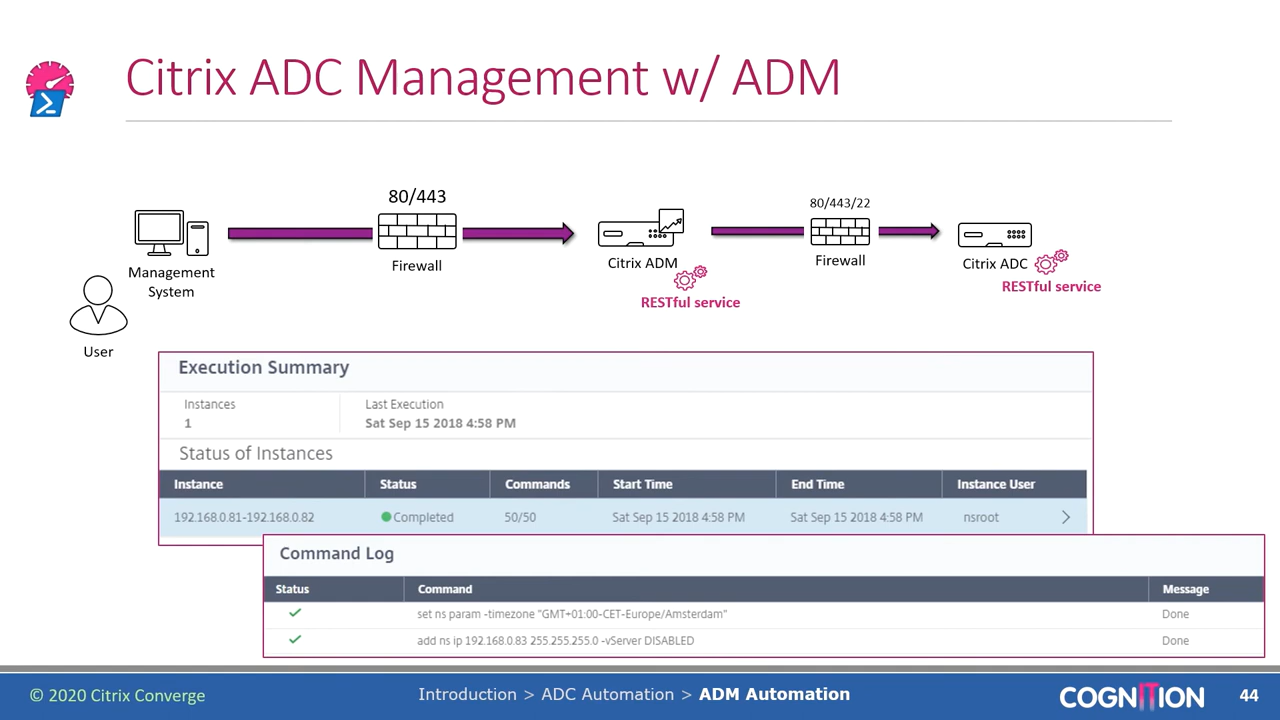 Citrix ADC Management w/ ADM
80/443
80/443/22
Management
System
Firewall
Citrix ADM
RESTful service
Firewall
Citrix ADC
RESTful service
User
Execution Summary
Instances
1
Last Execution
Sat Sep 15 2018 4:58 PM
Status of Instances
Instance Status Commands Start Time End Time Instance User
192.168.0.81-192.168.0.82 Completed 50/50 Sat Sep 15 2018 4:58 PM Sat Sep 15 2018 4:58 PM nsroot
Command Log
Status Command Message
set ns param -timezone "GMT+01:00-CET-Europe/Amsterdam" Done
add ns ip 192.168.0.83 255.255.255.0 -vServer DISABLED Done
© 2020 Citrix Converge
Introduction > ADC Automation > ADM Automation
COGNITION
44